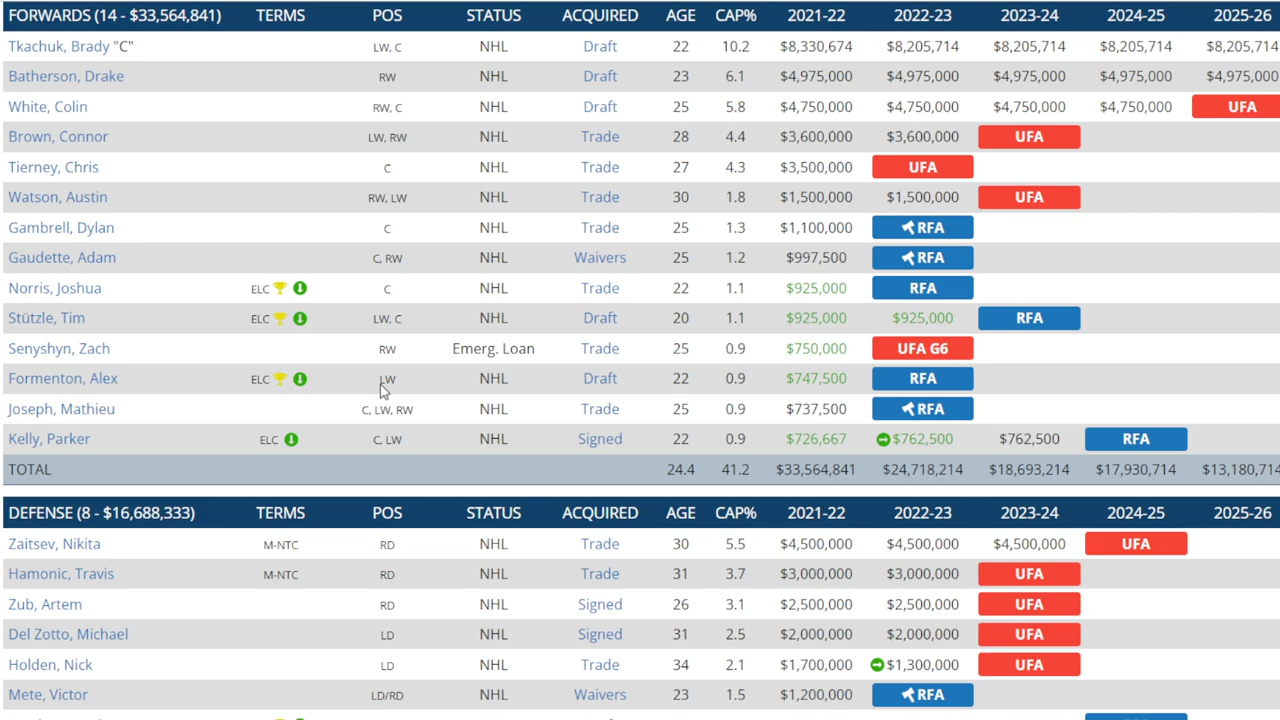 FORWARDS (14 - $33,564,841) TERMS POS STATUS ACQUIRED AGE CAP% 2021-22 2022-23 2023-24 2024-25 2025-26
Tkachuk, Brady "C" LW, C NHL Draft 22 10.2 $8,330,674 $8,205,714 $8,205,714 $8,205,714 $8,205,714
Batherson, Drake RW NHL Draft 23 6.1 $4,975,000 $4,975,000 $4,975,000 $4,975,000 $4,975,000
White, Colin RW, C NHL Draft 25 5.8 $4,750,000 $4,750,000 $4,750,000 $4,750,000 UFA
Brown, Connor LW, RW NHL Trade 28 4.4 $3,600,000 $3,600,000 UFA
Tierney, Chris C NHL Trade 27 4.3 $3,500,000 UFA
Watson, Austin RW, LW NHL Trade 30 1.8 $1,500,000 $1,500,000 UFA
Gambrell, Dylan C NHL Trade 25 1.3 $1,100,000 RFA
Gaudette, Adam C, RW NHL Waivers 25 1.2 $997,500 RFA
Norris, Joshua ELC C NHL Trade 22 1.1 $925,000 RFA
Stützle, Tim ELC LW, C NHL Draft 20 1.1 $925,000 $925,000 RFA
Senyshyn, Zach RW Emerg. Loan Trade 25 0.9 $750,000 UFA G6
Formenton, Alex ELC LW NHL Draft 22 0.9 $747,500 RFA
Joseph, Mathieu C, LW, RW NHL Trade 25 0.9 $737,500 RFA
Kelly, Parker ELC C, LW NHL Signed 22 0.9 $726,667 $762,500 $762,500 RFA
TOTAL 24.4 41.2 $33,564,841 $24,718,214 $18,693,214 $17,930,714 $13,180,714
DEFENSE (8 - $16,688,333) TERMS POS STATUS ACQUIRED AGE CAP% 2021-22 2022-23 2023-24 2024-25 2025-26
Zaitsev, Nikita M-NTC RD NHL Trade 30 5.5 $4,500,000 $4,500,000 $4,500,000 UFA
Hamonic, Travis M-NTC RD NHL Trade 31 3.7 $3,000,000 $3,000,000 UFA
Zub, Artem RD NHL Signed 26 3.1 $2,500,000 $2,500,000 UFA
Del Zotto, Michael LD NHL Signed 31 2.5 $2,000,000 $2,000,000 UFA
Holden, Nick LD NHL Trade 34 2.1 $1,700,000 $1,300,000 UFA
Mete, Victor LD/RD NHL Waivers 23 1.5 $1,200,000 RFA